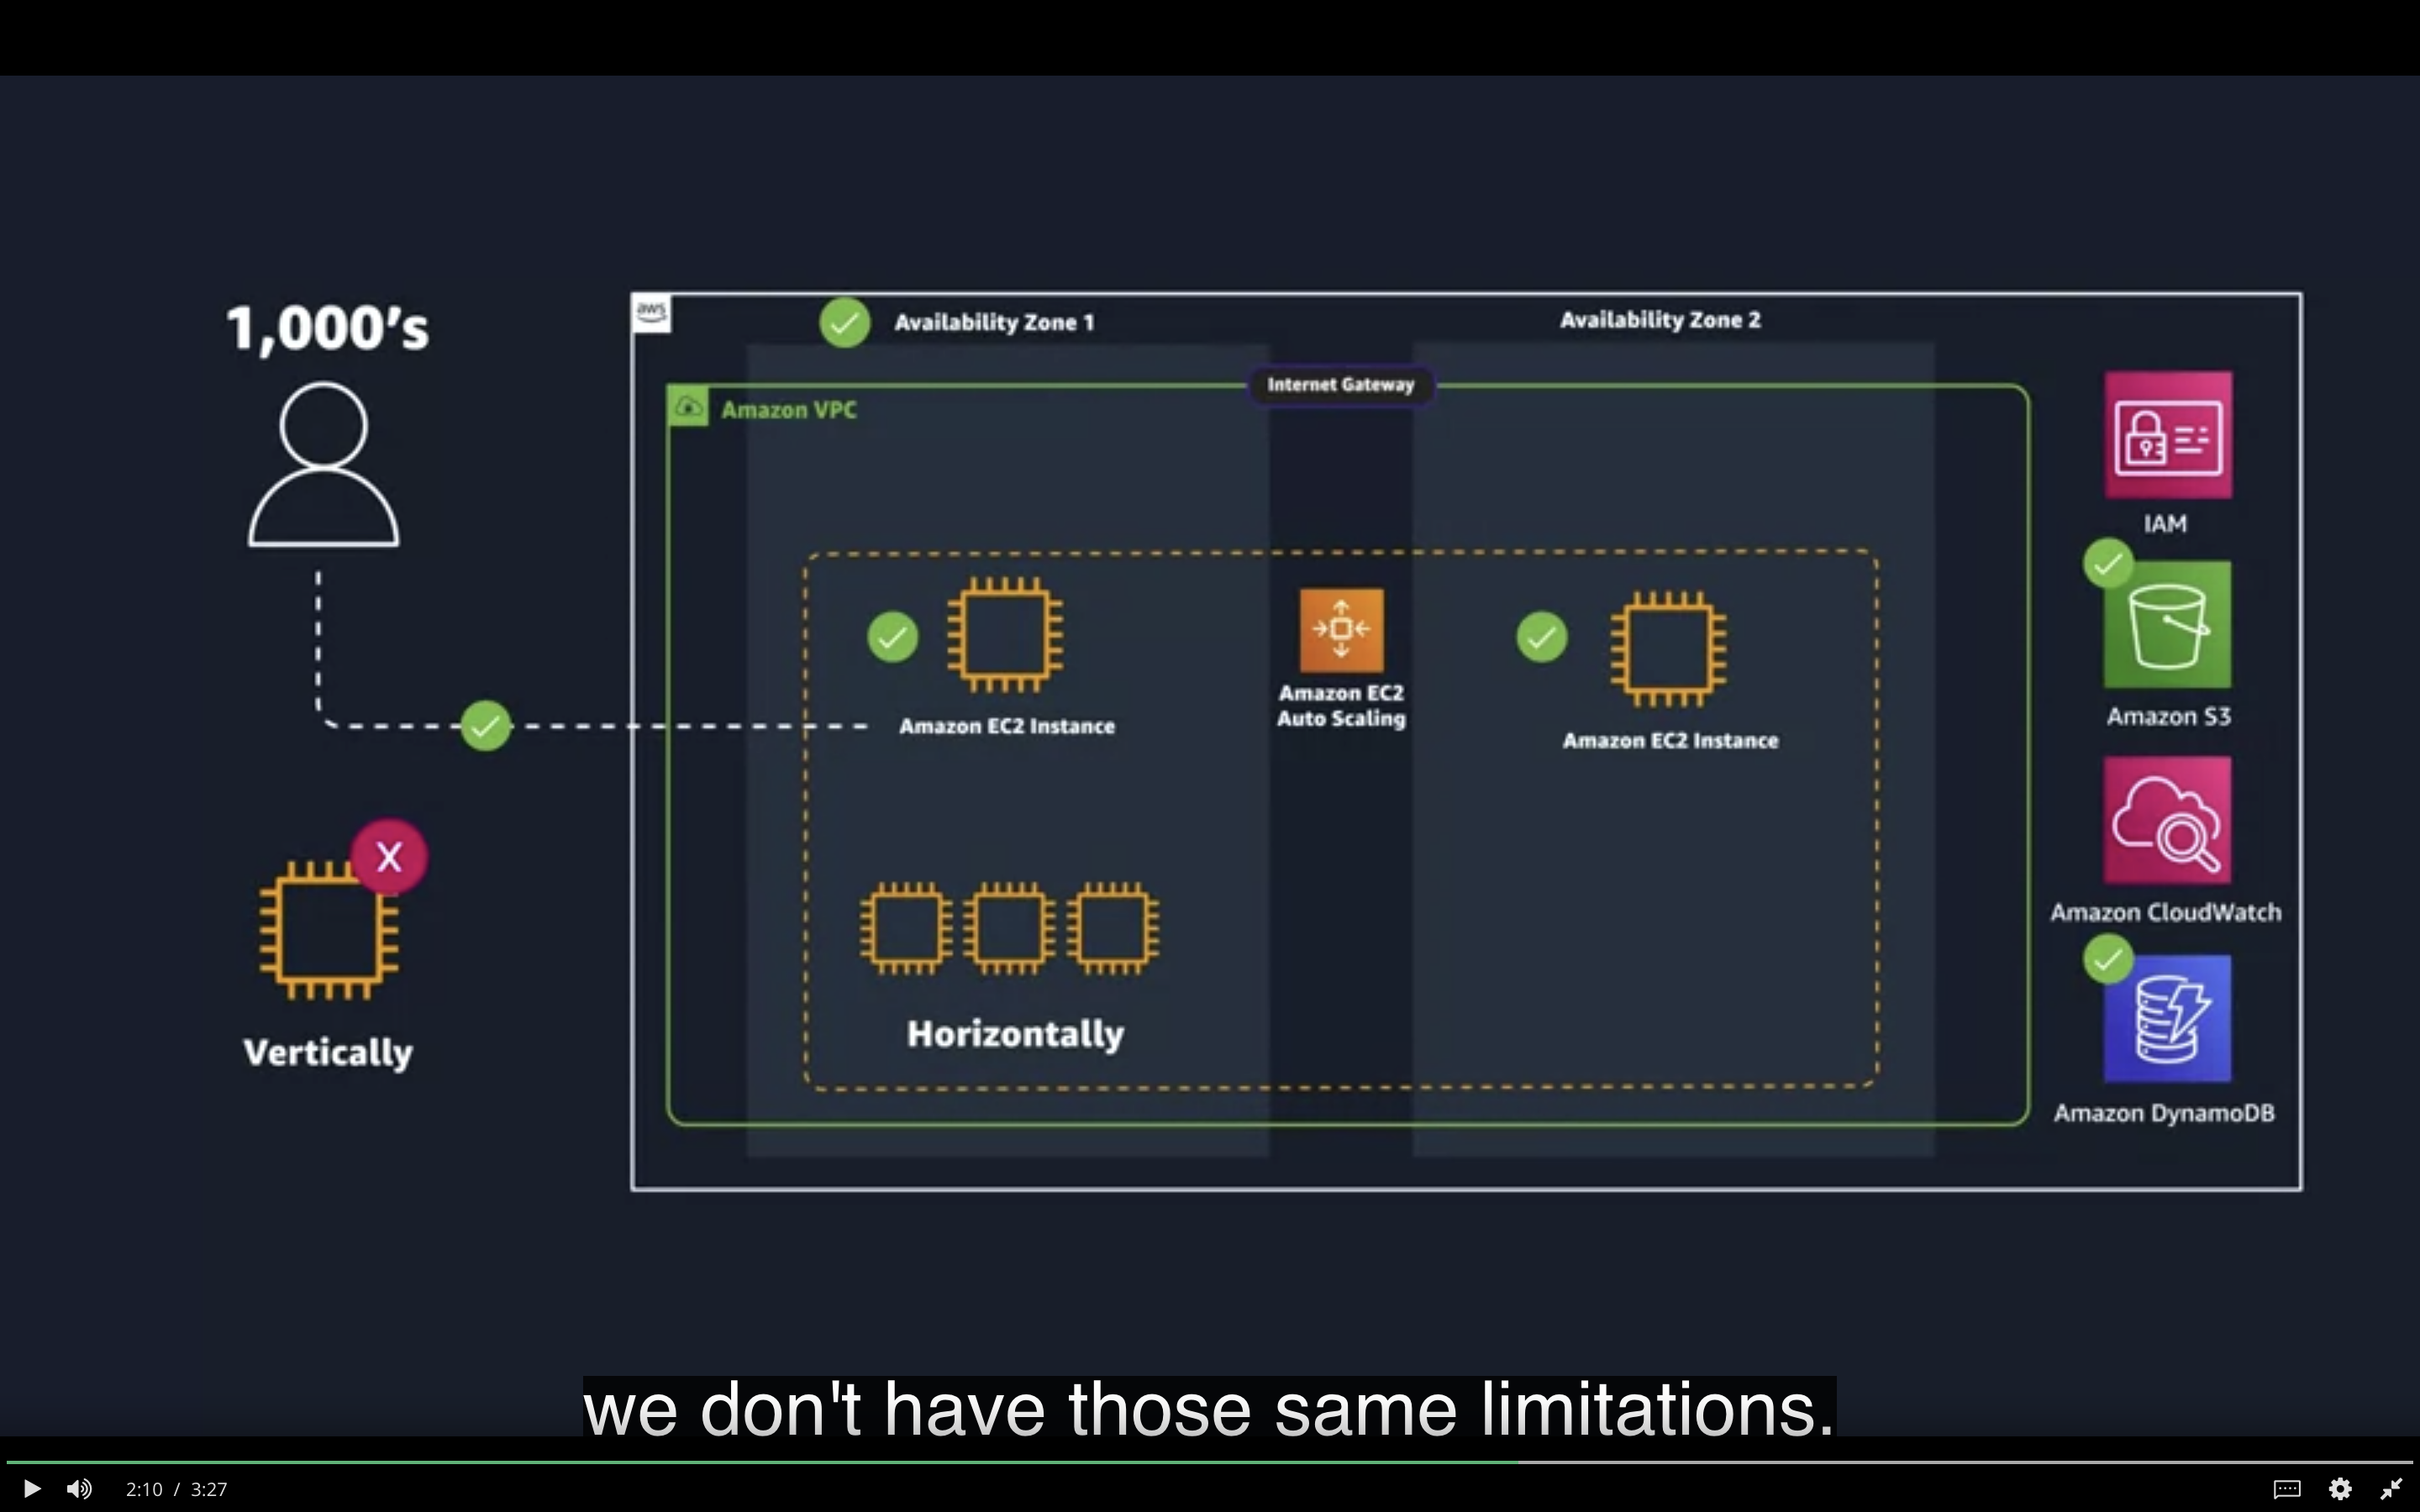 1,000's
aws
Availability Zone 1
Availability Zone 2
Internet Gateway
Amazon VPC
IAM
Amazon S3
Amazon EC2
Auto Scaling
Amazon EC2 Instance
Amazon EC2 Instance
X
Amazon CloudWatch
Horizontally
Vertically
Amazon DynamoDB
we don't have those same limitations.
2:10 / 3:27